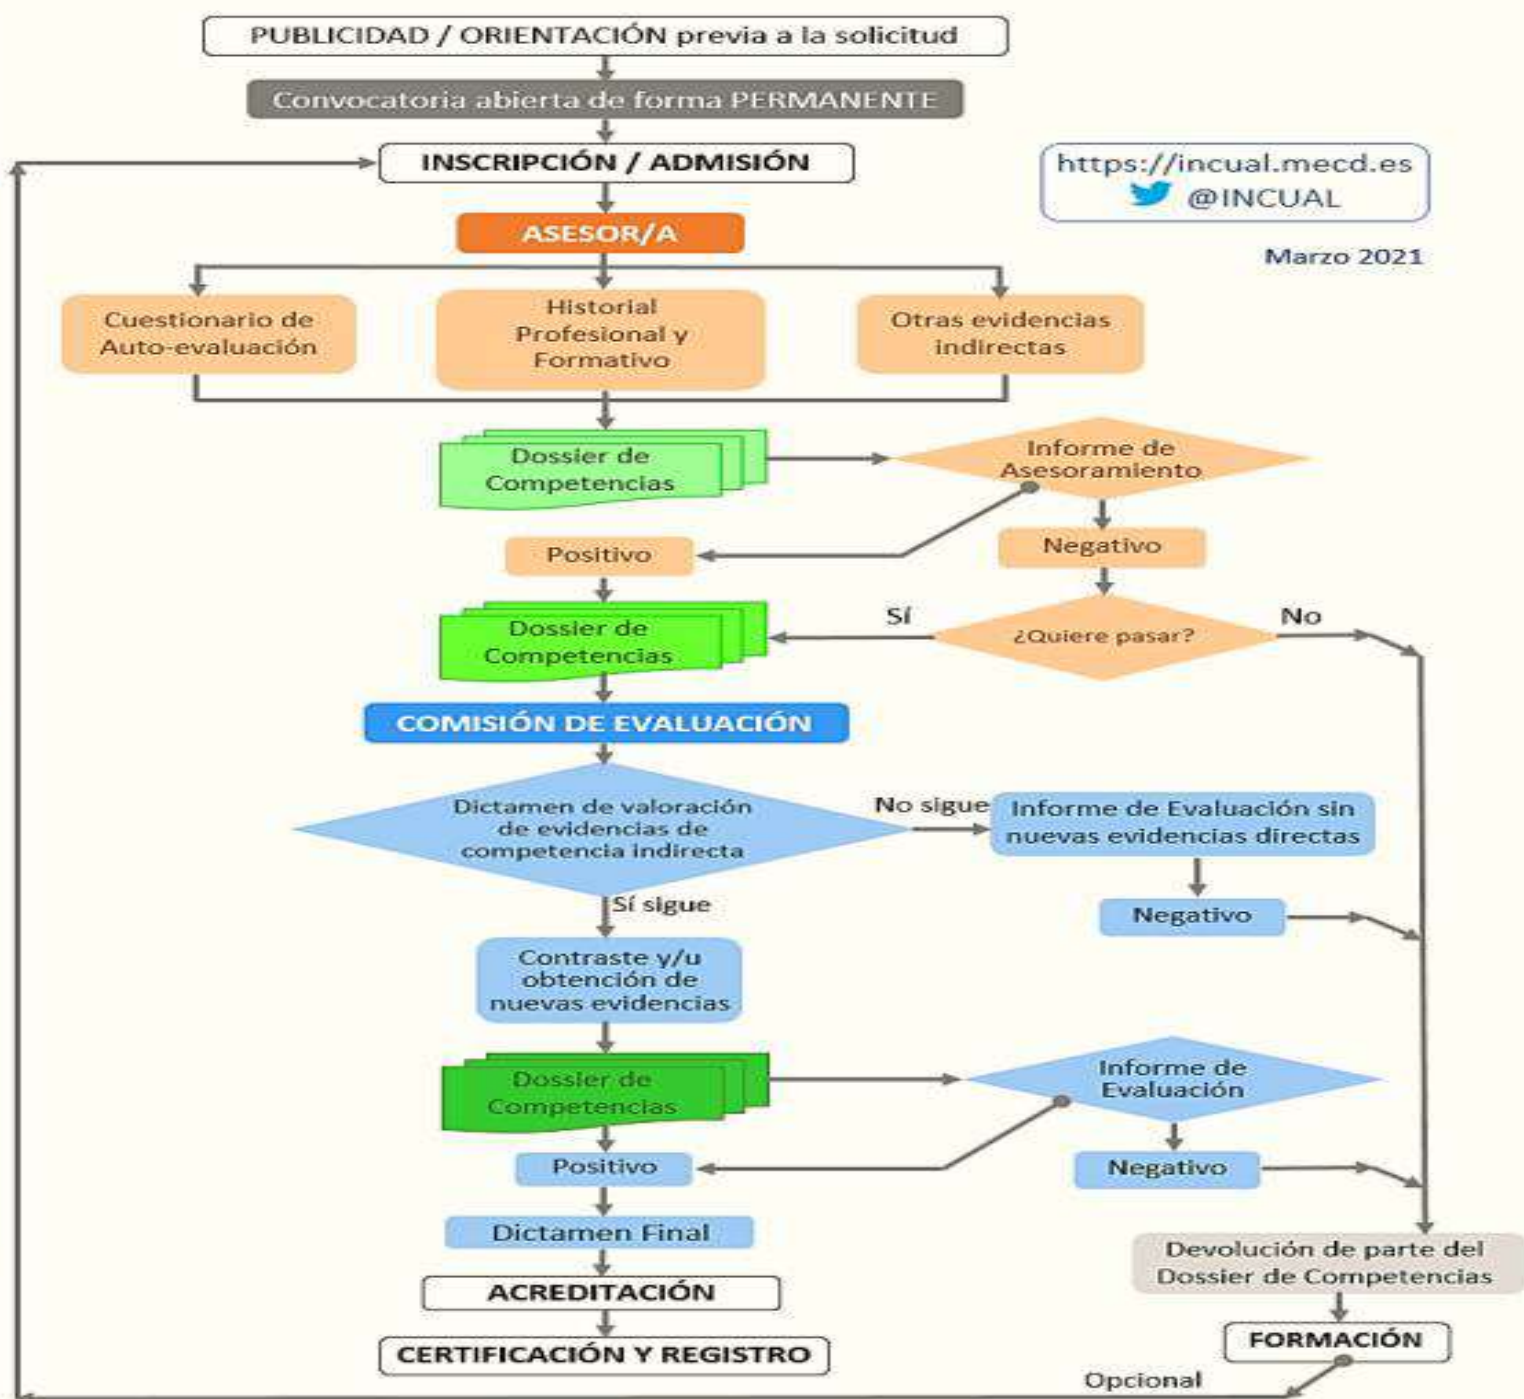 PUBLICIDAD / ORIENTACIÓN previa a la solicitud
Convocatoria abierta de forma PERMANENTE
INSCRIPCIÓN / ADMISIÓN
https://incual.mecd.es
@INCUAL
Marzo 2021
ASESOR/A
Cuestionario de
Auto-evaluación
Historial
Profesional y
Formativo
Otras evidencias
indirectas
Dossier de
Competencias
Informe de
Asesoramiento
Positivo
Negativo
Dossier de
Competencias
Sí
¿Quiere pasar?
No
COMISIÓN DE EVALUACIÓN
Dictamen de valoración
de evidencias de
competencia indirecta
No sigue
Informe de Evaluación sin
nuevas evidencias directas
Negativo
Sí sigue
Contraste y/u
obtención de
nuevas evidencias
Dossier de
Competencias
Informe de
Evaluación
Positivo
Negativo
Dictamen Final
Devolución de parte del
Dossier de Competencias
ACREDITACIÓN
FORMACIÓN
CERTIFICACIÓN Y REGISTRO
Opcional